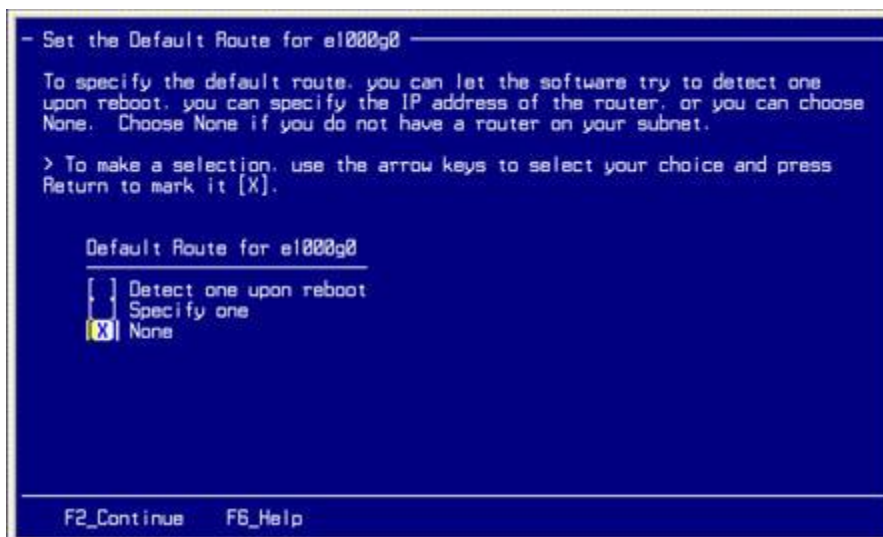 Set the Default Route for e1000g0
To specify the default route, you can let the software try to detect one
upon reboot, you can specify the IP address of the router, or you can choose
None. Choose None if you do not have a router on your subnet.
> To make a selection, use the arrow keys to select your choice and press
Return to mark it [X].
Default Route for e1000g0
[ ] Detect one upon reboot
[ ] Specify one
[X] None
F2_Continue F6_Help